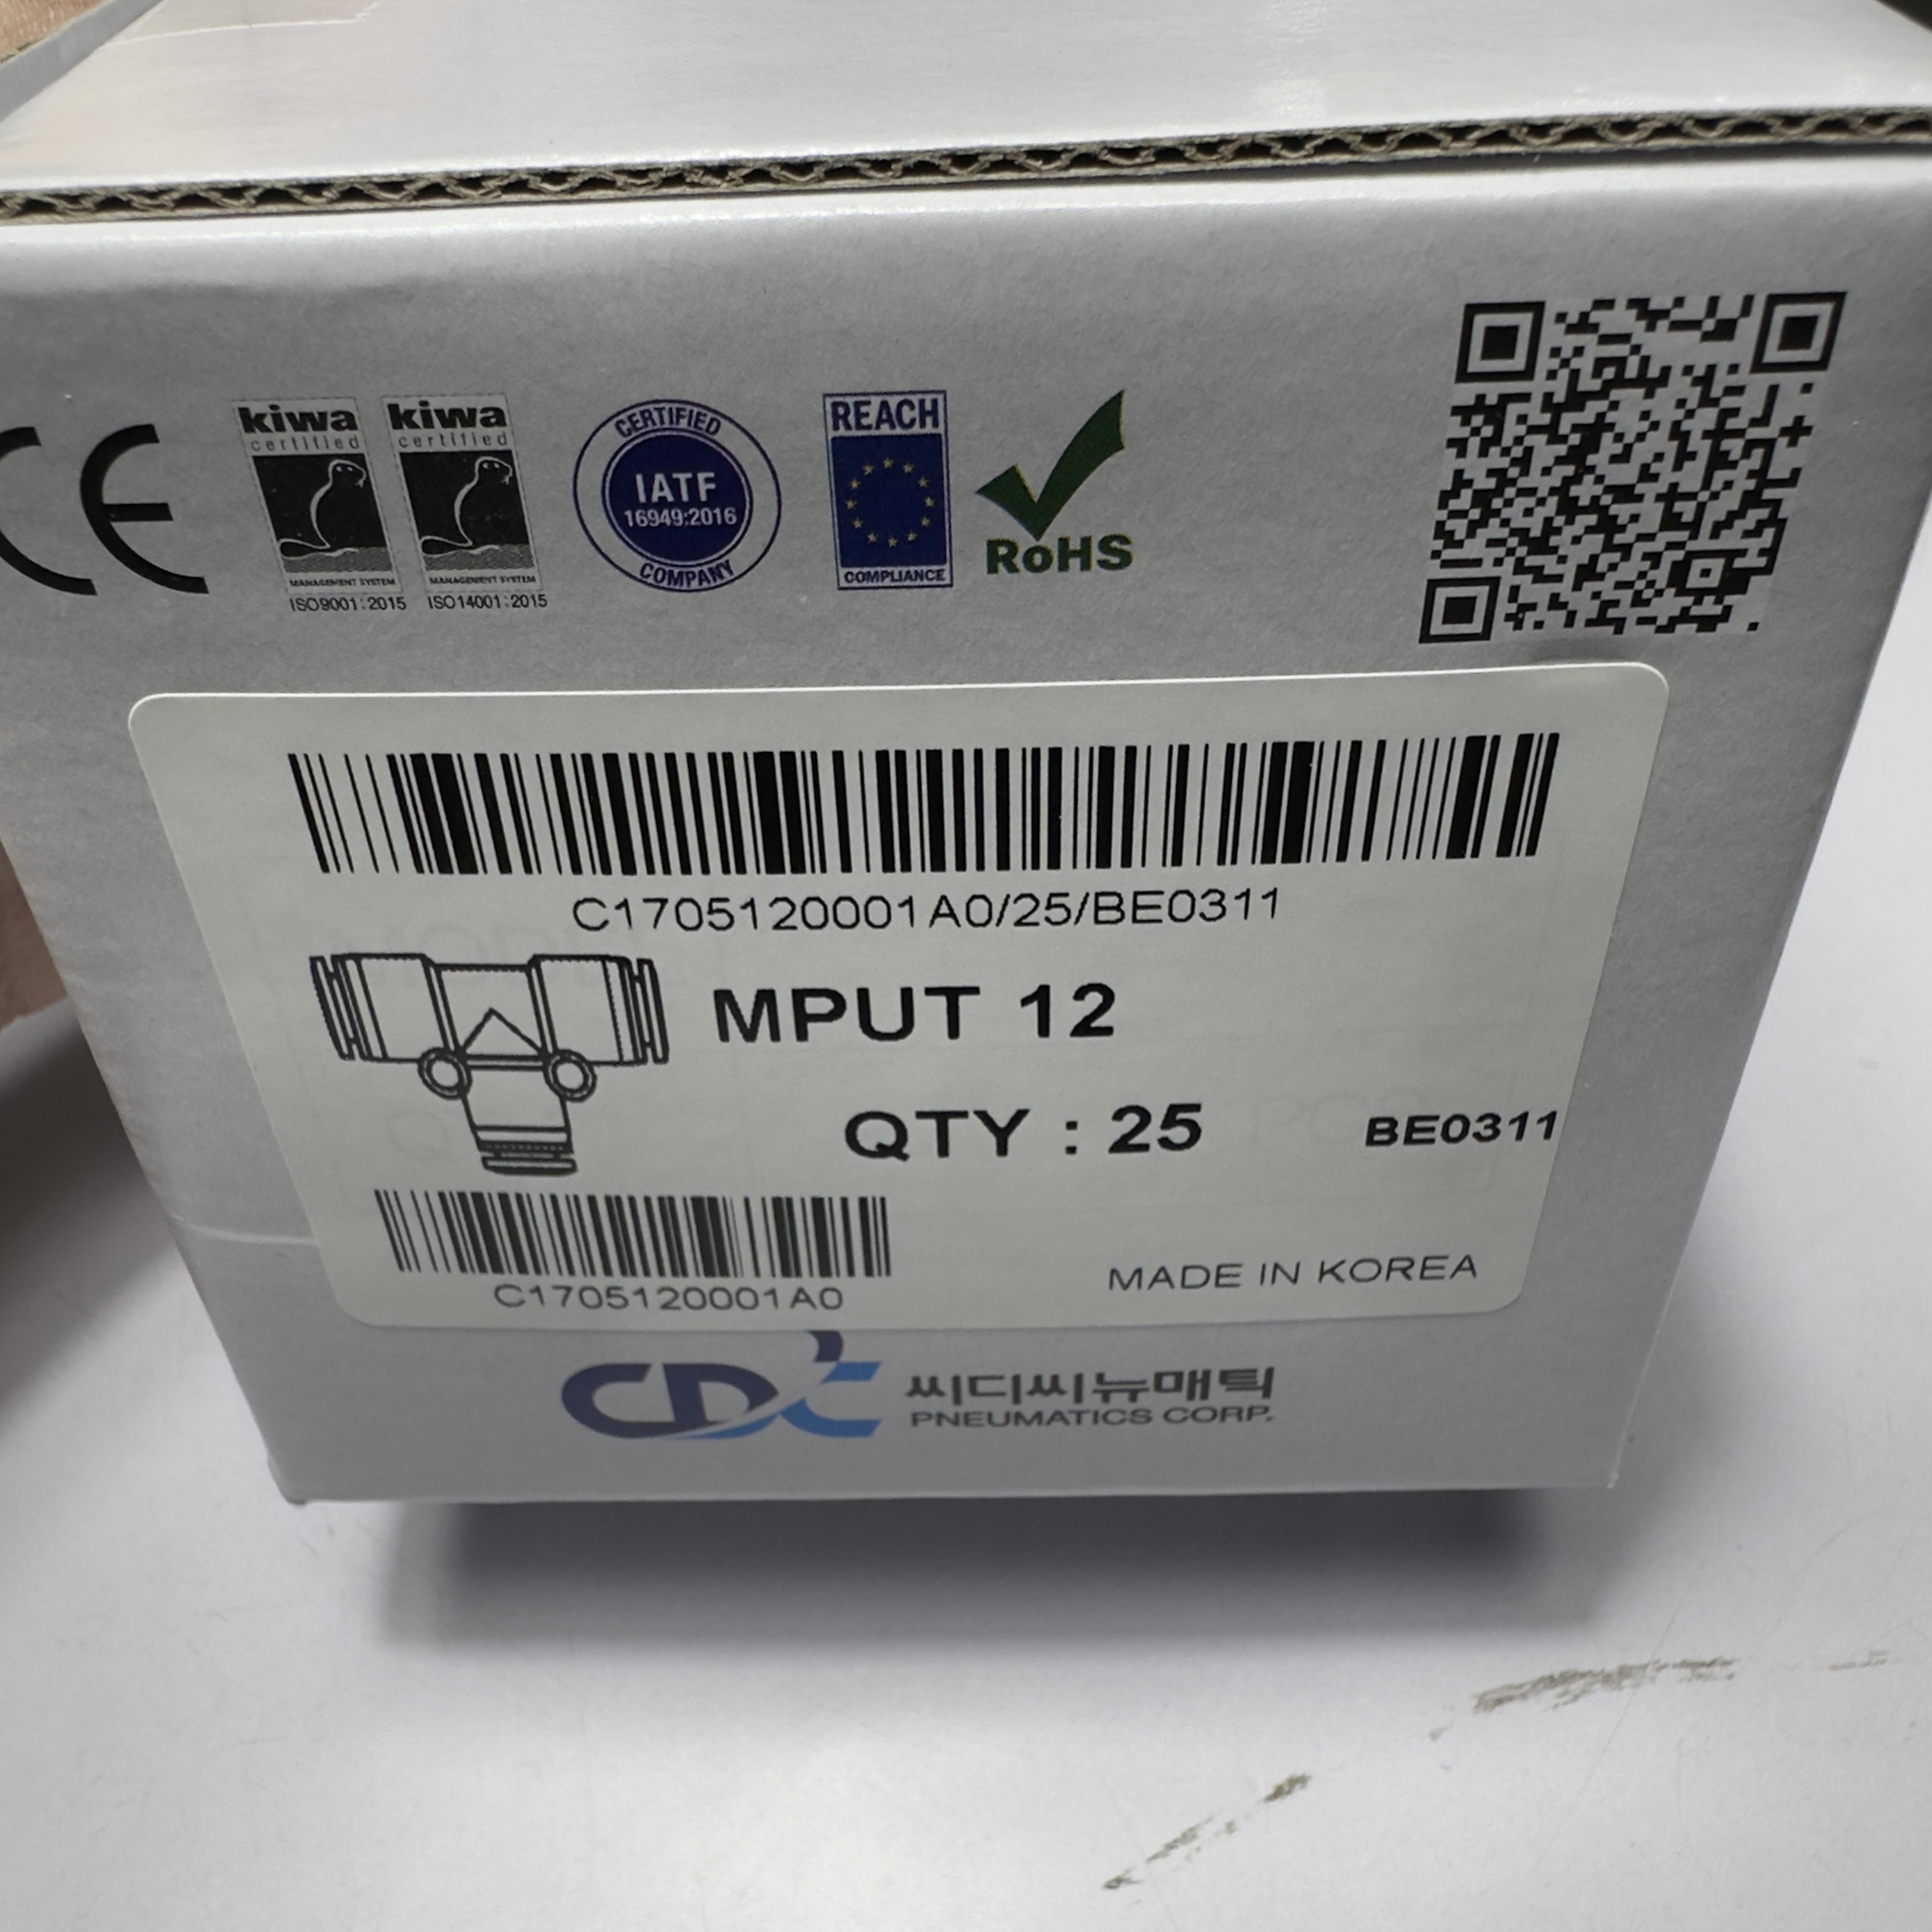 CE
kiwa
certified
MANAGEMENT SYSTEM
ISO9001:2015
kiwa
certified
MANAGEMENT SYSTEM
ISO14001:2015
CERTIFIED
IATF
16949:2016
COMPANY
REACH
COMPLIANCE
RoHS
C1705120001A0/25/BE0311
MPUT 12
QTY : 25
BE0311
C1705120001A0
MADE IN KOREA
CDC 씨디씨뉴매틱
PNEUMATICS CORP.